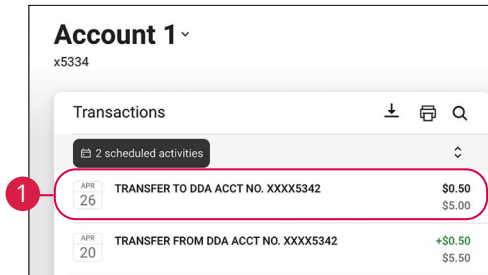 Account 1
x5334
Transactions
2 scheduled activities
1
APR
26
TRANSFER TO DDA ACCT NO. XXXX5342
$0.50
$5.00
APR
20
TRANSFER FROM DDA ACCT NO. XXXX5342
+$0.50
$5.50